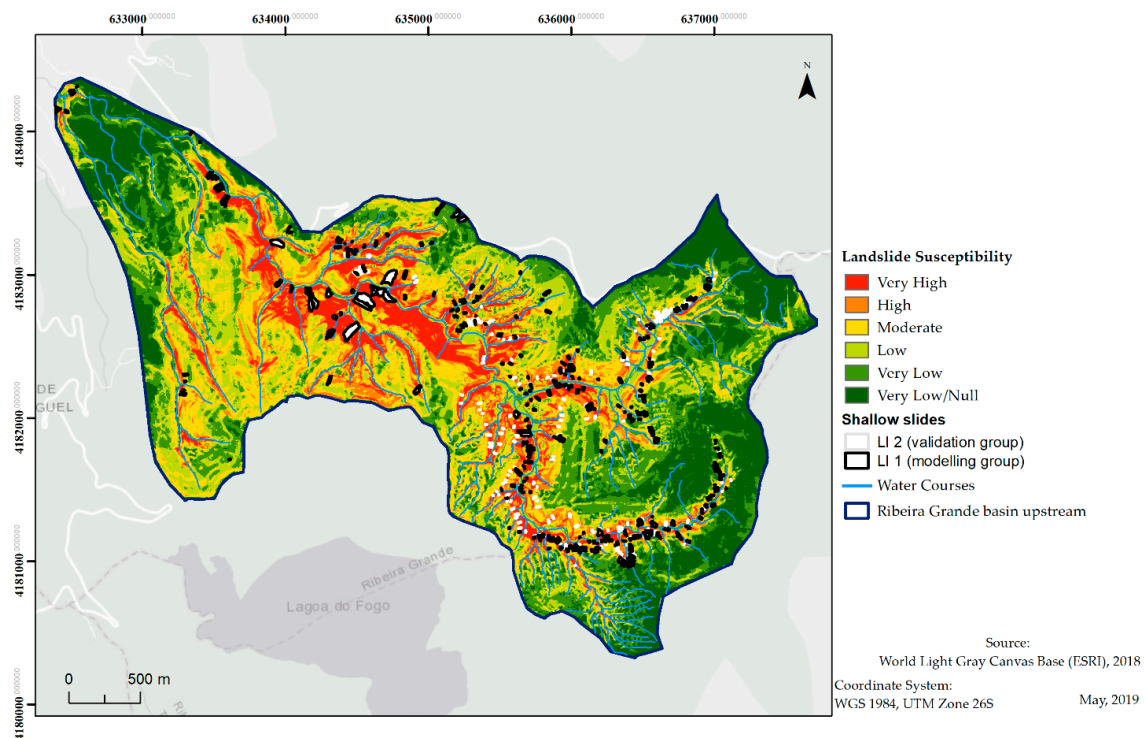 633000 000000 634000 000000 635000 000000 636000 000000 637000 000000
4184000 000000
4183000 000000
4182000 000000
4181000 000000
4180000 000000
N
DE
GUEL
Ribeira Grande
Lagoa do Fogo
0 500 m
Landslide Susceptibility
Very High
High
Moderate
Low
Very Low
Very Low/Null
Shallow slides
LI 2 (validation group)
LI 1 (modelling group)
Water Courses
Ribeira Grande basin upstream
Source:
World Light Gray Canvas Base (ESRI), 2018
Coordinate System:
WGS 1984, UTM Zone 26S May, 2019